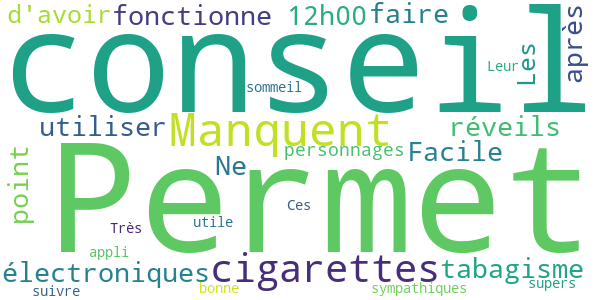 d'avoir fonctionne 12h00 faire après
conseil
Leur Les
sommeil
utiliser Manquent réveils
personnages Facile
point Permet Ne
Ces
Très utile
appli
électroniques cigarettes tabagisme
suivre bonne sympathiques supers